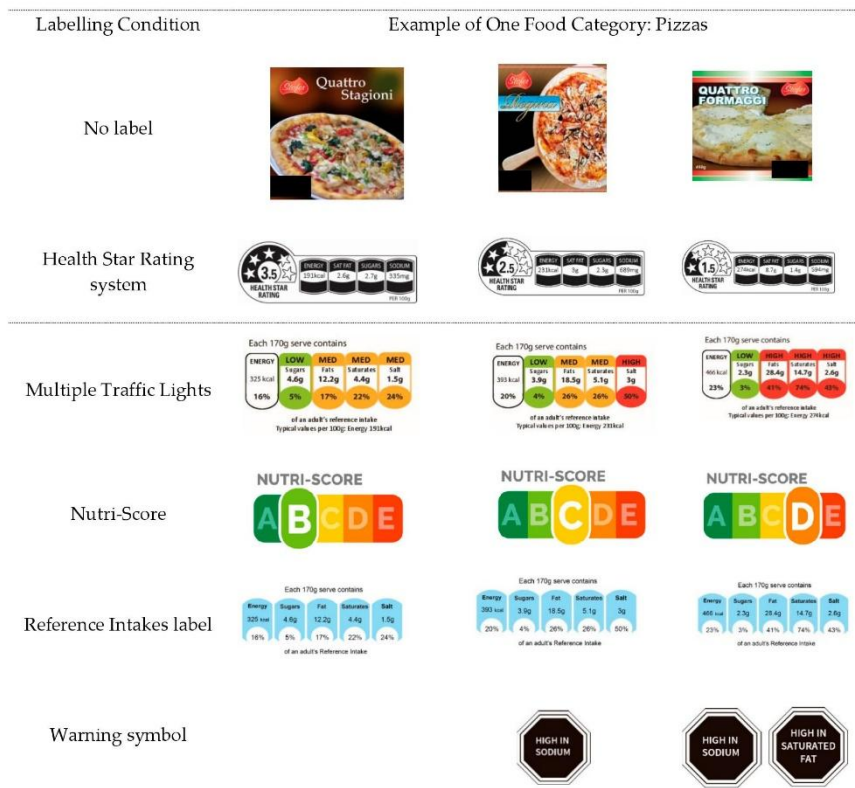 Labelling Condition Example of One Food Category: Pizzas
No label
Quattro
Stagioni
QUATTRO
FORMAGGI
Health Star Rating
system
3.5
HEALTH STAR
RATING
ENERGY SAT FAT SUGARS SODIUM
191kcal 2.6g 2.7g 535mg
PER 100g
2.5
HEALTH STAR
RATING
ENERGY SAT FAT SUGARS SODIUM
231kcal 3g 2.3g 689mg
PER 100g
1.5
HEALTH STAR
RATING
ENERGY SAT FAT SUGARS SODIUM
274kcal 8.7g 1.4g 594mg
PER 100g
Multiple Traffic Lights
Each 170g serve contains
ENERGY LOW MED MED MED
Sugars Fats Saturates Salt
325 kcal 4.6g 12.2g 4.4g 1.5g
16% 5% 17% 22% 24%
of an adult's reference intake
Typical values per 100g: Energy 191kcal
Each 170g serve contains
ENERGY LOW MED MED HIGH
Sugars Fats Saturates Salt
393 kcal 3.9g 18.5g 5.1g 3g
20% 4% 26% 26% 50%
of an adult's reference intake
Typical values per 100g: Energy 231kcal
Each 170g serve contains
ENERGY LOW HIGH HIGH HIGH
Sugars Fats Saturates Salt
466 kcal 2.3g 28.4g 14.7g 2.6g
23% 3% 41% 74% 43%
of an adult's reference intake
Typical values per 100g: Energy 274kcal
Nutri-Score
NUTRI-SCORE
A B C D E
NUTRI-SCORE
A B C D E
NUTRI-SCORE
A B C D E
Reference Intakes label
Each 170g serve contains
Energy Sugars Fat Saturates Salt
325 kcal 4.6g 12.2g 4.4g 1.5g
16% 5% 17% 22% 24%
of an adult's Reference Intake
Each 170g serve contains
Energy Sugars Fat Saturates Salt
393 kcal 3.9g 18.5g 5.1g 3g
20% 4% 26% 26% 50%
of an adult's Reference Intake
Each 170g serve contains
Energy Sugars Fat Saturates Salt
466 kcal 2.3g 28.4g 14.7g 2.6g
23% 3% 41% 74% 43%
of an adult's Reference Intake
Warning symbol
HIGH IN
SODIUM
HIGH IN
SODIUM
HIGH IN
SATURATED
FAT